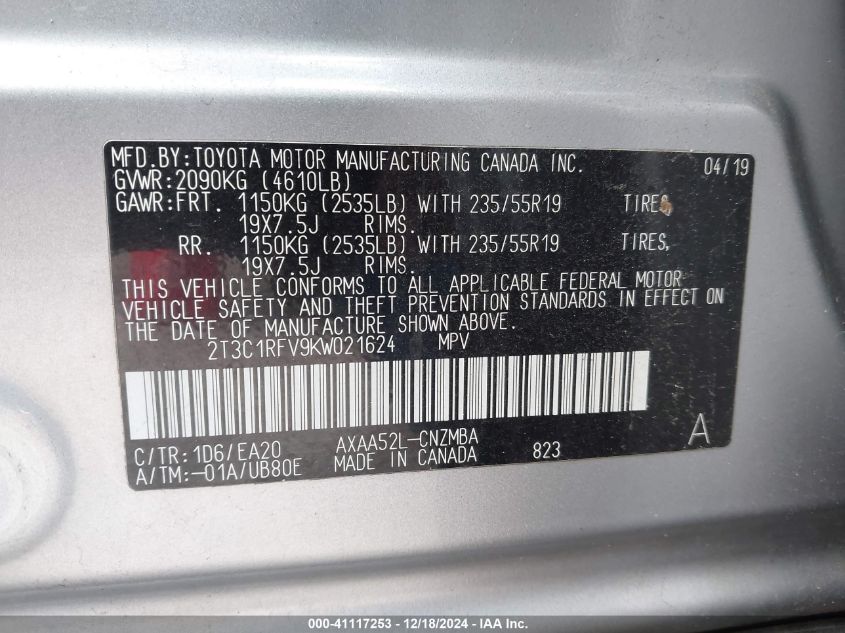 MFD.BY:TOYOTA MOTOR MANUFACTURING CANADA INC. 04/19
GVWR:2090KG (4610LB)
GAWR:FRT. 1150KG (2535LB) WITH 235/55R19 TIRES,
19X7.5J RIMS.
RR. 1150KG (2535LB) WITH 235/55R19 TIRES,
19X7.5J RIMS.
THIS VEHICLE CONFORMS TO ALL APPLICABLE FEDERAL MOTOR
VEHICLE SAFETY AND THEFT PREVENTION STANDARDS IN EFFECT ON
THE DATE OF MANUFACTURE SHOWN ABOVE.
2T3C1RFV9KW021624 MPV
C/TR:1D6/EA20 AXAA52L-CNZMBA A
A/TM:-01A/UB80E MADE IN CANADA 823
000-41117253 - 12/18/2024 - IAA Inc.